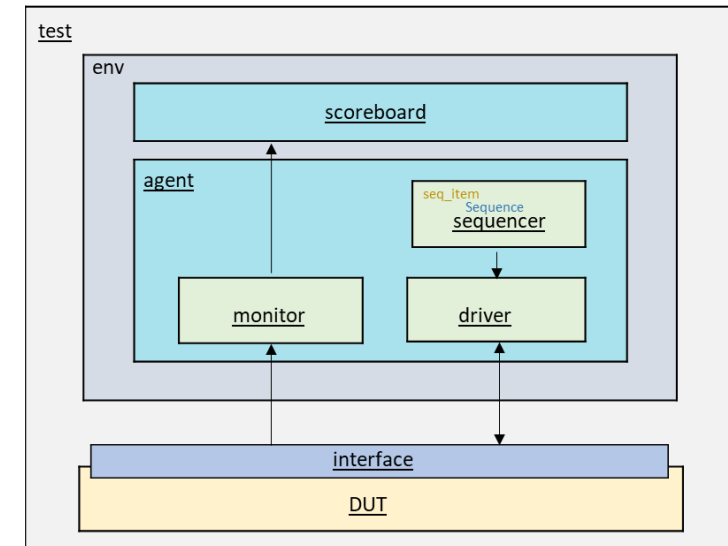 test
env
scoreboard
agent
seq_item
Sequence
sequencer
monitor
driver
interface
DUT